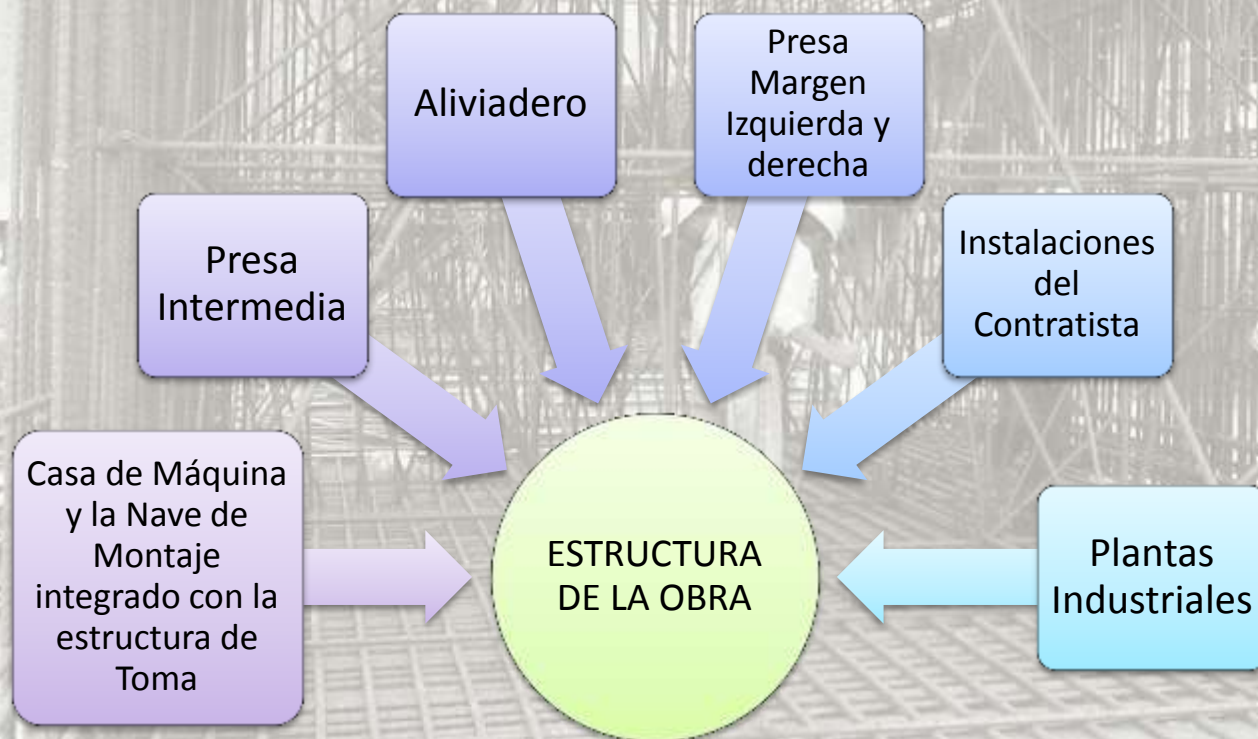 Aliviadero
Presa
Margen
Izquierda y
derecha
Presa
Intermedia
Instalaciones
del
Contratista
Casa de Máquina
y la Nave de
Montaje
integrado con la
estructura de
Toma
ESTRUCTURA
DE LA OBRA
Plantas
Industriales